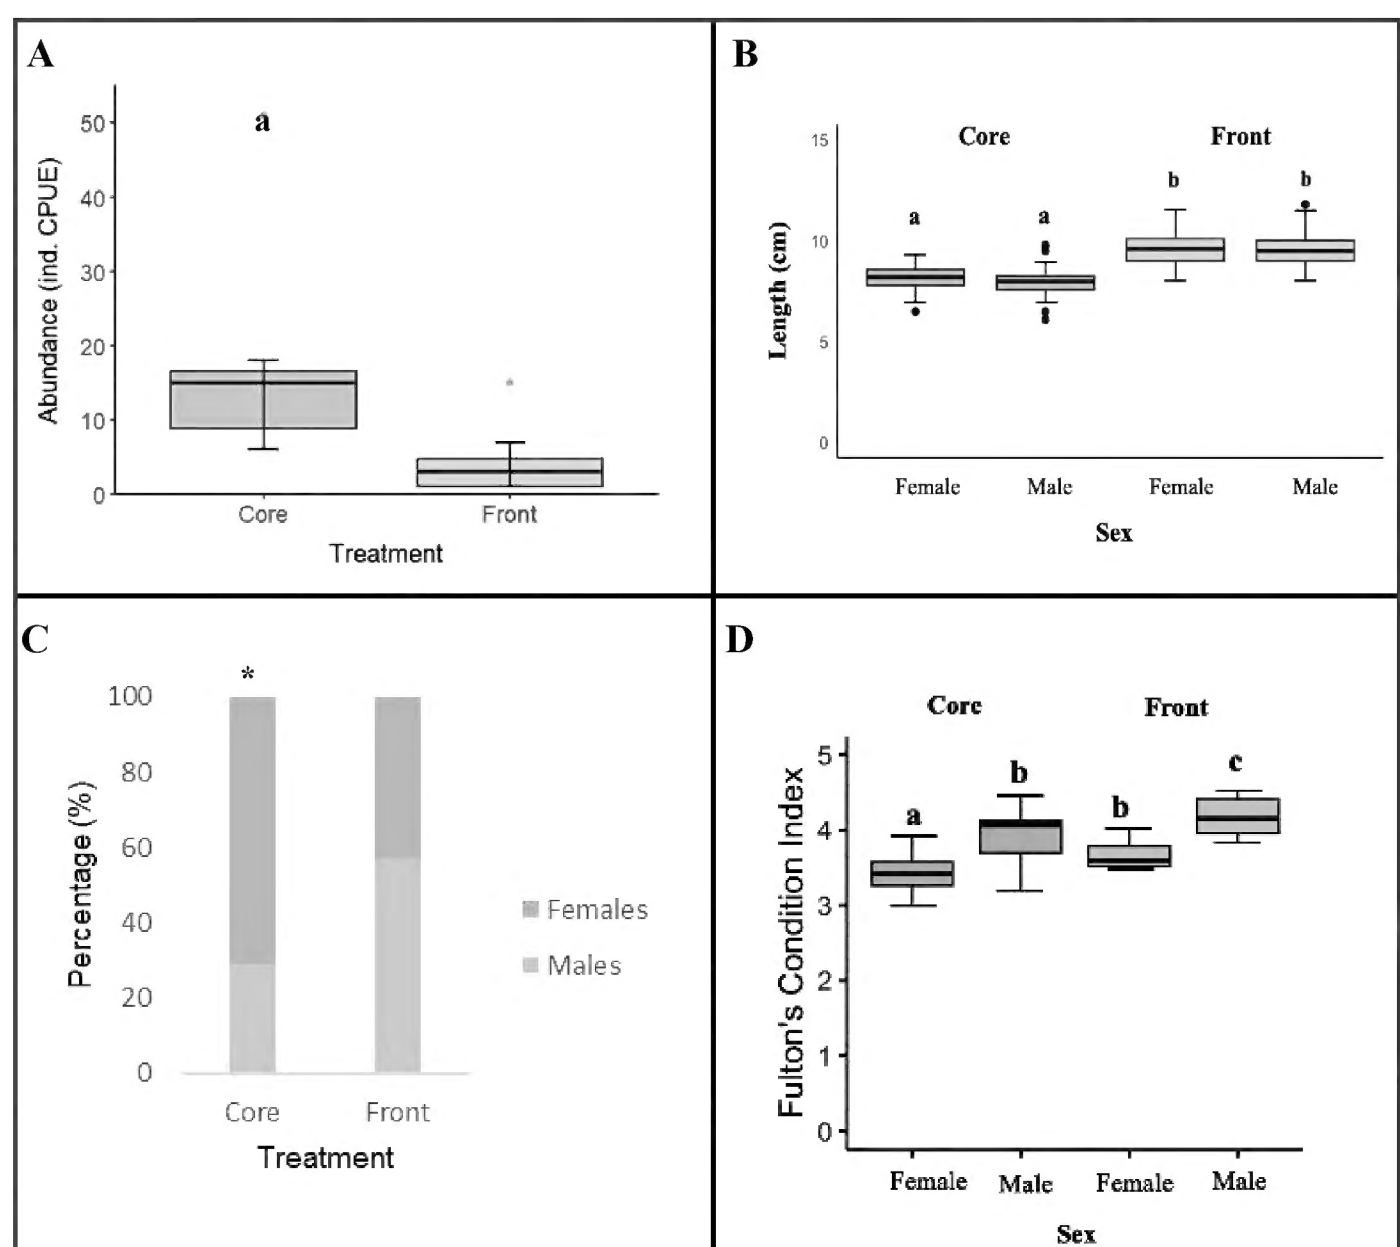 A
a
50
40
30
20
10
0
Abundance (ind. CPUE)
Core Front
Treatment
B
Core Front
15
10
5
0
a a b b
Length (cm)
Female Male Female Male
Sex
C
*
100
80
60
40
20
0
Percentage (%)
Females
Males
Core Front
Treatment
D
Core Front
5
4
3
2
1
0
a b b c
Fulton's Condition Index
Female Male Female Male
Sex